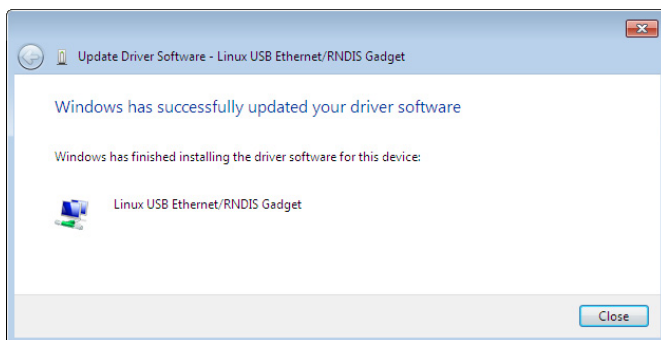 Update Driver Software - Linux USB Ethernet/RNDIS Gadget
Windows has successfully updated your driver software
Windows has finished installing the driver software for this device:
Linux USB Ethernet/RNDIS Gadget
Close